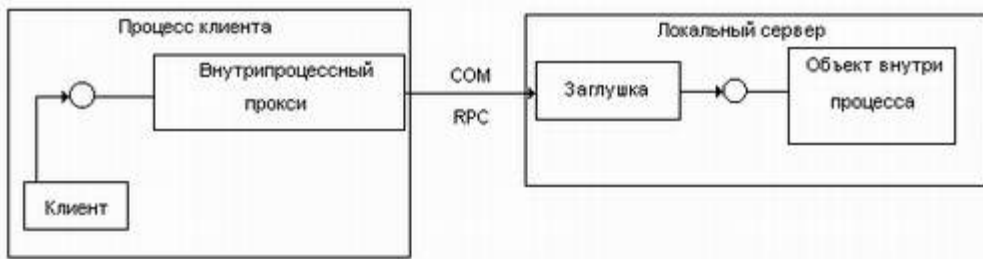 Процесс клиента
Внутрипроцессный
прокси
Клиент
COM
RPC
Локальный сервер
Заглушка
Объект внутри
процесса